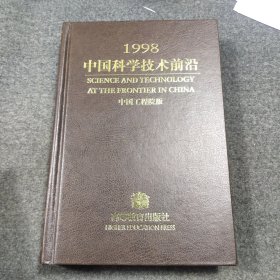 1998
中国科学技术前沿
SCIENCE AND TECHNOLOGY
AT THE FRONTIER IN CHINA
中国工程院版
高等教育出版社
HIGHER EDUCATION PRESS